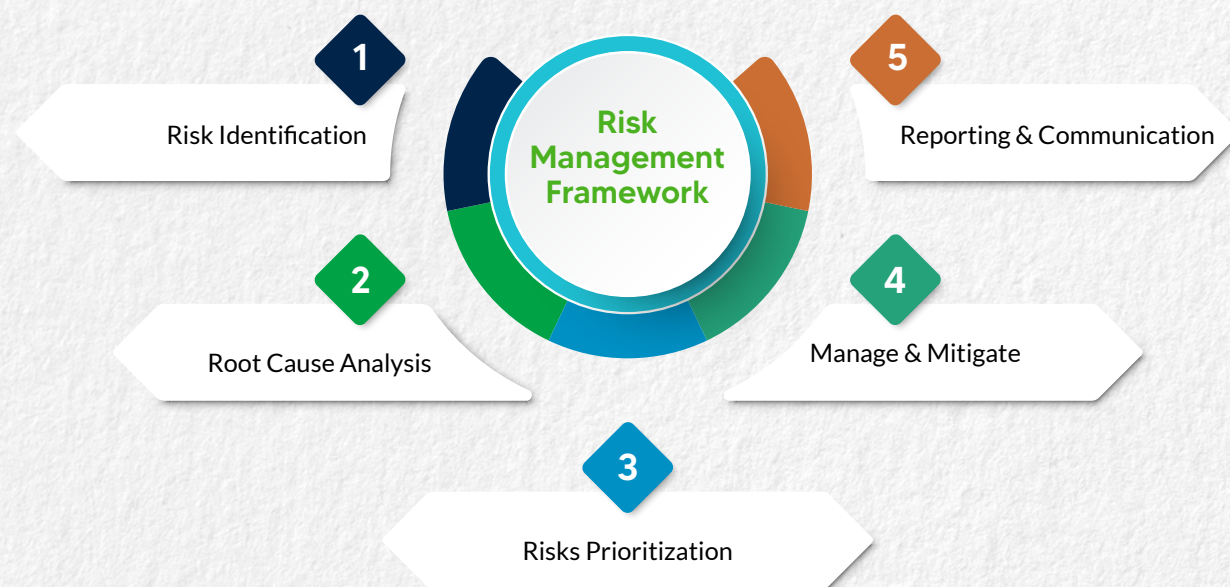 Risk
Management
Framework
1
Risk Identification
2
Root Cause Analysis
3
Risks Prioritization
4
Manage & Mitigate
5
Reporting & Communication